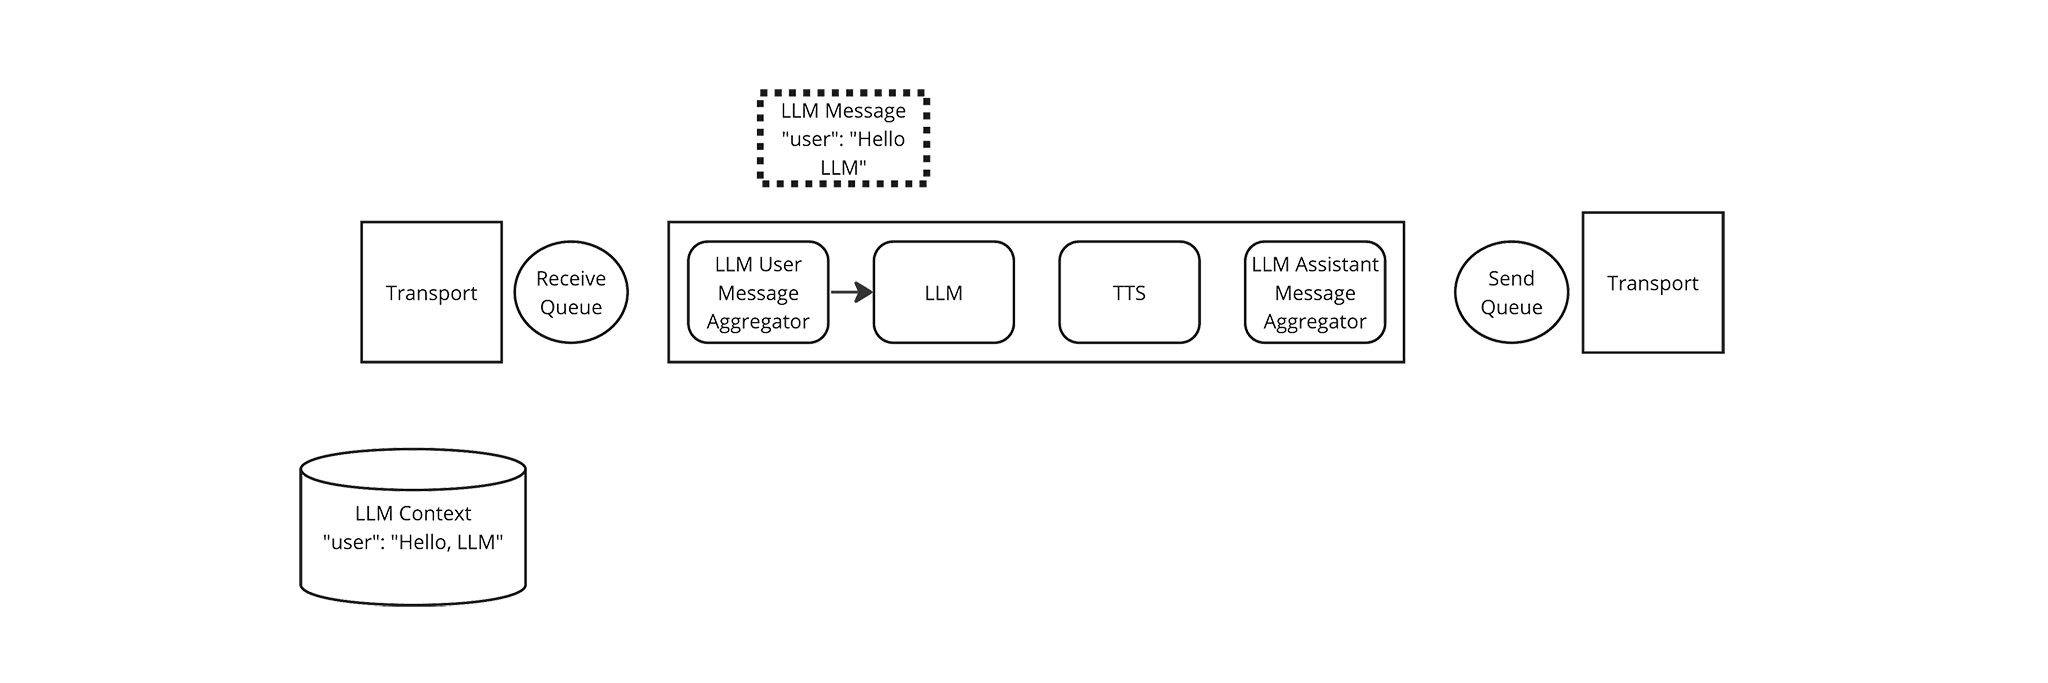 LLM Message
"user": "Hello
LLM"
Transport
Receive
Queue
LLM User
Message
Aggregator
LLM
TTS
LLM Assistant
Message
Aggregator
Send
Queue
Transport
LLM Context
"user": "Hello, LLM"